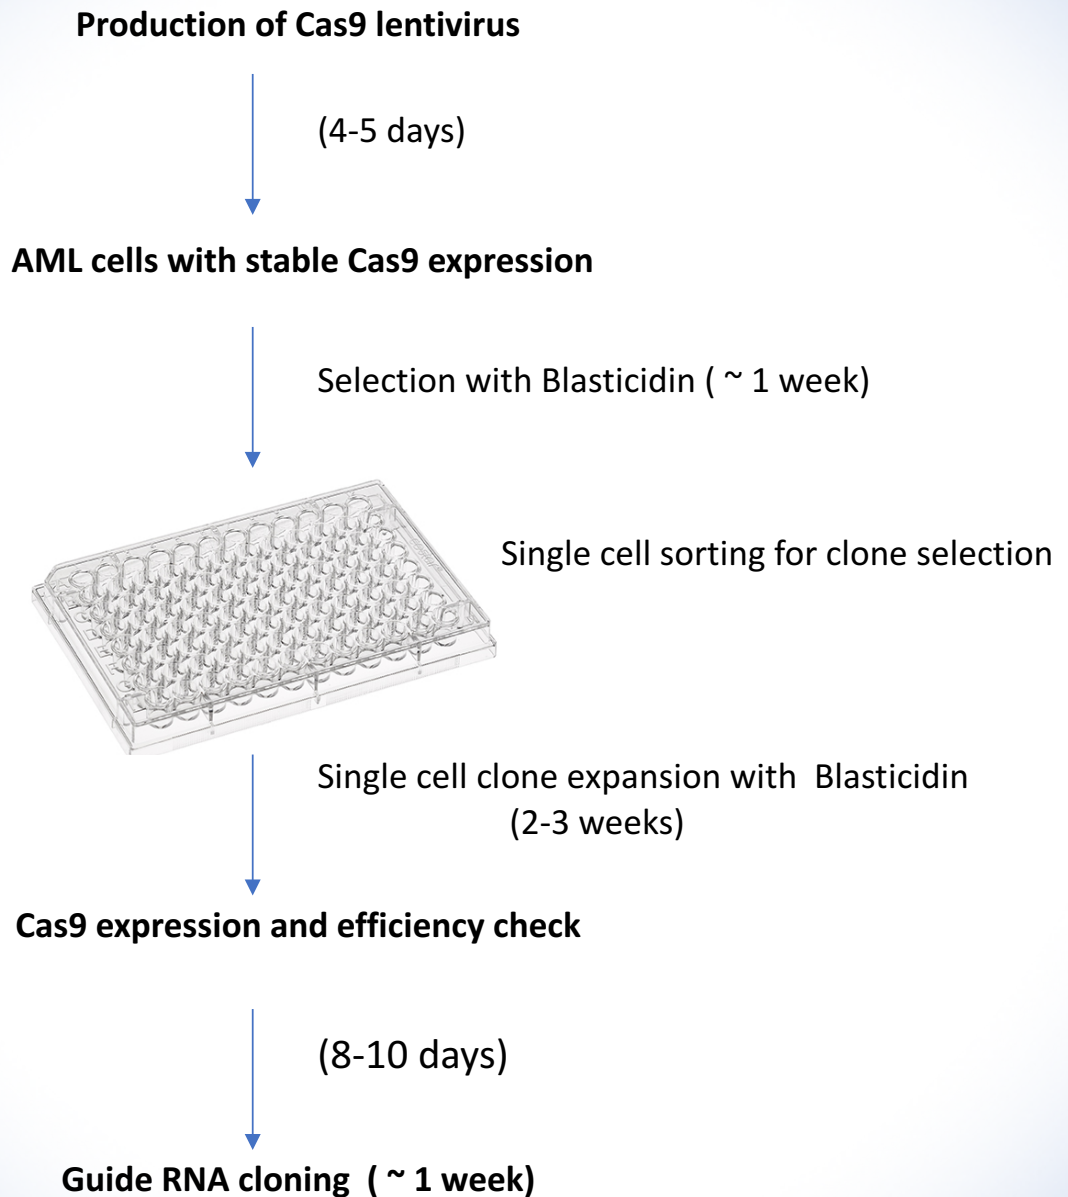 Production of Cas9 lentivirus
(4-5 days)
AML cells with stable Cas9 expression
Selection with Blasticidin ( ~ 1 week)
Single cell sorting for clone selection
Single cell clone expansion with  Blasticidin
(2-3 weeks)
Cas9 expression and efficiency check
(8-10 days)
Guide RNA cloning  ( ~ 1 week)